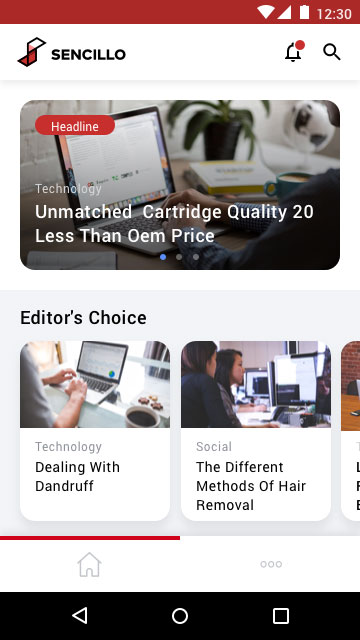 12:30
SENCILLO
Headline
Technology
Unmatched Cartridge Quality 20
Less Than Oem Price
Editor's Choice
Technology
Dealing With
Dandruff
Social
The Different
Methods Of Hair
Removal